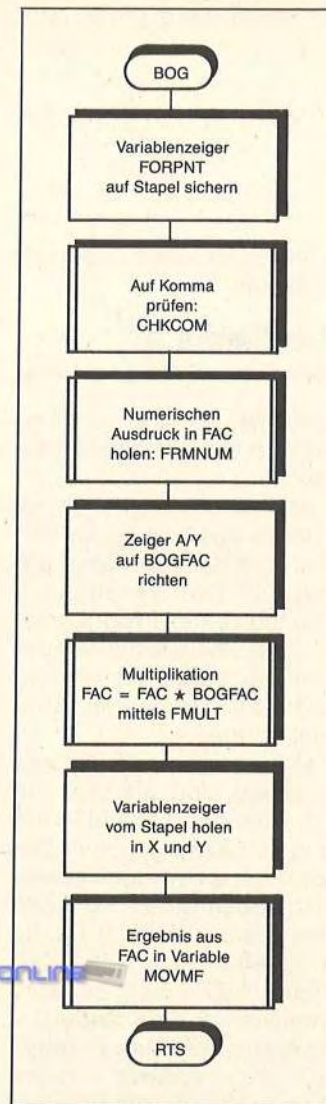 BOG
Variablenzeiger
FORPNT
auf Stapel sichern
Auf Komma
prüfen:
CHKCOM
Numerischen
Ausdruck in FAC
holen: FRMNUM
Zeiger A/Y
auf BOGFAC
richten
Multiplikation
FAC = FAC ★ BOGFAC
mittels FMULT
Variablenzeiger
vom Stapel holen
in X und Y
Ergebnis aus
FAC in Variable
MOVMF
ONLINE
RTS